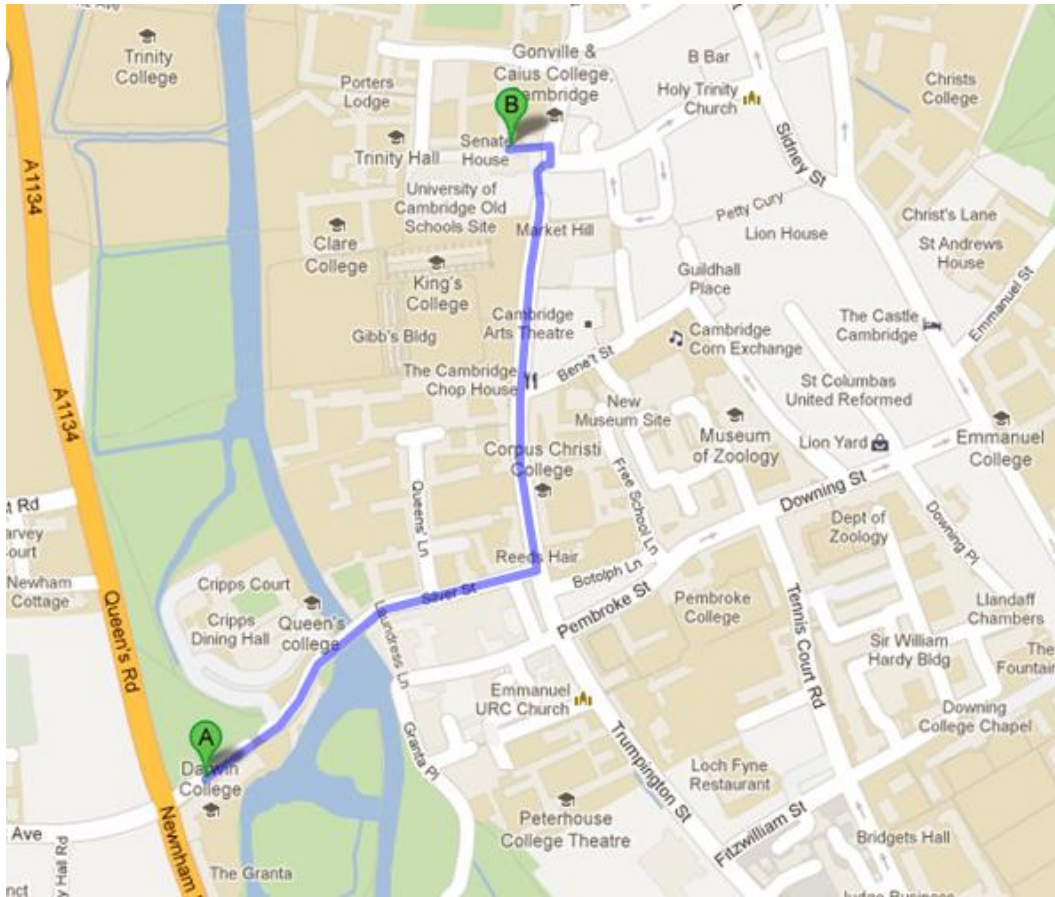 Trinity
College
Porters
Lodge
Gonville &
Caius College,
B Bar
Holy Trinity
Church
Christs
College
A1134
B
Trinity Hall
Senate
House
Sidney St
University of
Cambridge Old
Schools Site
Market Hill
Petty Cury
Lion House
Christ's Lane
St Andrews
House
Clare
College
King's
College
Gibb's Bldg
Guildhall
Place
Emmanuel St
Cambridge
Arts Theatre
Cambridge
Corn Exchange
The Castle
Cambridge
The Cambridge
Chop House
Bene't St
St Columbas
United Reformed
A1134
New
Museum Site
Museum
of Zoology
Lion Yard
Emmanuel
College
Corpus Christi
College
Queens' Ln
Free School Ln
Downing St
Dept of
Zoology
Downing Pl
Rd
Newham
Cottage
Cripps Court
Reeds Hair
Silver St
Botolph Ln
Cripps
Dining Hall
Queen's
college
Laundress Ln
Pembroke St
Pembroke
College
Tennis Court Rd
Llandaff
Chambers
Queen's Rd
Sir William
Hardy Bldg
The
Fountain
Emmanuel
URC Church
Downing
College Chapel
A
Darwin
College
Granta Pl
Trumpington St
Loch Fyne
Restaurant
Newnham
Ave
Peterhouse
College Theatre
Fitzwilliam St
Bridgets Hall
The Granta
y Hall Rd